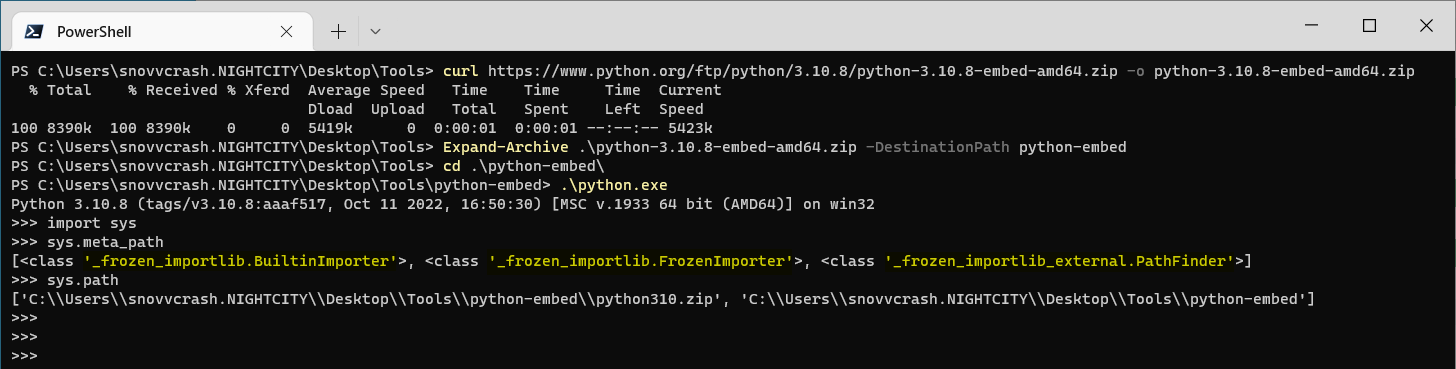 PowerShell
PS C:\Users\snovvcrash.NIGHTCITY\Desktop\Tools> curl https://www.python.org/ftp/python/3.10.8/python-3.10.8-embed-amd64.zip -o python-3.10.8-embed-amd64.zip
  % Total    % Received % Xferd  Average Speed   Time    Time     Time  Current
                                 Dload  Upload   Total   Spent    Left  Speed
100 8390k  100 8390k    0     0  5419k      0  0:00:01  0:00:01 --:--:-- 5423k
PS C:\Users\snovvcrash.NIGHTCITY\Desktop\Tools> Expand-Archive .\python-3.10.8-embed-amd64.zip -DestinationPath python-embed
PS C:\Users\snovvcrash.NIGHTCITY\Desktop\Tools> cd .\python-embed\
PS C:\Users\snovvcrash.NIGHTCITY\Desktop\Tools\python-embed> .\python.exe
Python 3.10.8 (tags/v3.10.8:aaaf517, Oct 11 2022, 16:50:30) [MSC v.1933 64 bit (AMD64)] on win32
>>> import sys
>>> sys.meta_path
[<class '_frozen_importlib.BuiltinImporter'>, <class '_frozen_importlib.FrozenImporter'>, <class '_frozen_importlib_external.PathFinder'>]
>>> sys.path
['C:\\Users\\snovvcrash.NIGHTCITY\\Desktop\\Tools\\python-embed\\python310.zip', 'C:\\Users\\snovvcrash.NIGHTCITY\\Desktop\\Tools\\python-embed']
>>>
>>>
>>>